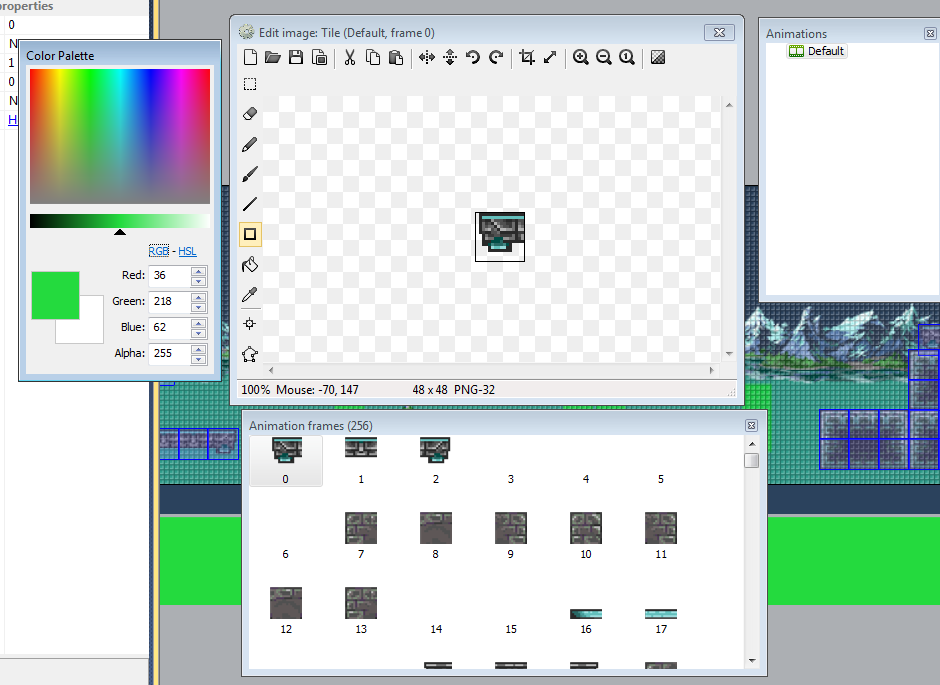 properties
0
N
1
0
N
H
Color Palette
RGB - HSL
Red: 36
Green: 218
Blue: 62
Alpha: 255
Edit image: Tile (Default, frame 0)
100% Mouse: -70, 147 48 x 48 PNG-32
Animations
Default
Animation frames (256)
0 1 2 3 4 5
6 7 8 9 10 11
12 13 14 15 16 17